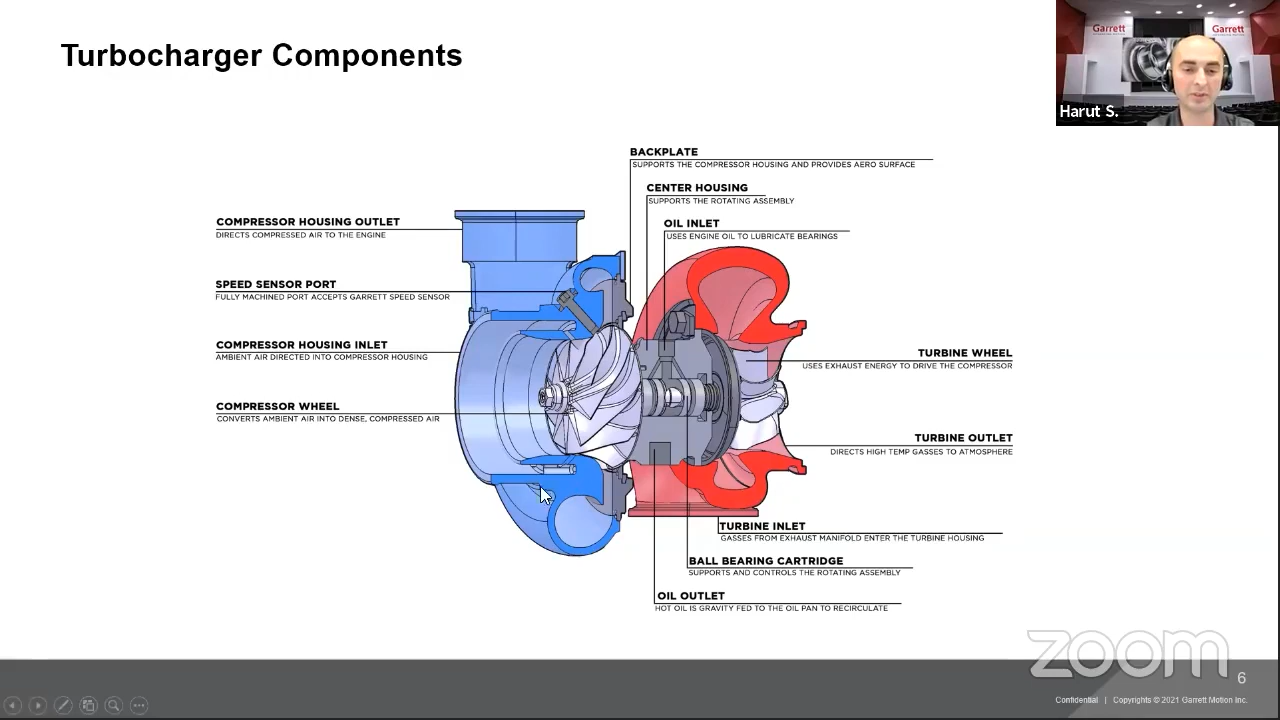 Turbocharger Components
Garrett
Garrett
Harut S.
BACKPLATE
SUPPORTS THE COMPRESSOR HOUSING AND PROVIDES AERO SURFACE
CENTER HOUSING
SUPPORTS THE ROTATING ASSEMBLY
OIL INLET
USES ENGINE OIL TO LUBRICATE BEARINGS
COMPRESSOR HOUSING OUTLET
DIRECTS COMPRESSED AIR TO THE ENGINE
SPEED SENSOR PORT
FULLY MACHINED PORT ACCEPTS GARRETT SPEED SENSOR
COMPRESSOR HOUSING INLET
AMBIENT AIR DIRECTED INTO COMPRESSOR HOUSING
COMPRESSOR WHEEL
CONVERTS AMBIENT AIR INTO DENSE, COMPRESSED AIR
TURBINE WHEEL
USES EXHAUST ENERGY TO DRIVE THE COMPRESSOR
TURBINE OUTLET
DIRECTS HIGH TEMP GASSES TO ATMOSPHERE
TURBINE INLET
GASSES FROM EXHAUST MANIFOLD ENTER THE TURBINE HOUSING
BALL BEARING CARTRIDGE
SUPPORTS AND CONTROLS THE ROTATING ASSEMBLY
OIL OUTLET
HOT OIL IS GRAVITY FED TO THE OIL PAN TO RECIRCULATE
zoom
6
Confidential | Copyrights © 2021 Garrett Motion Inc.